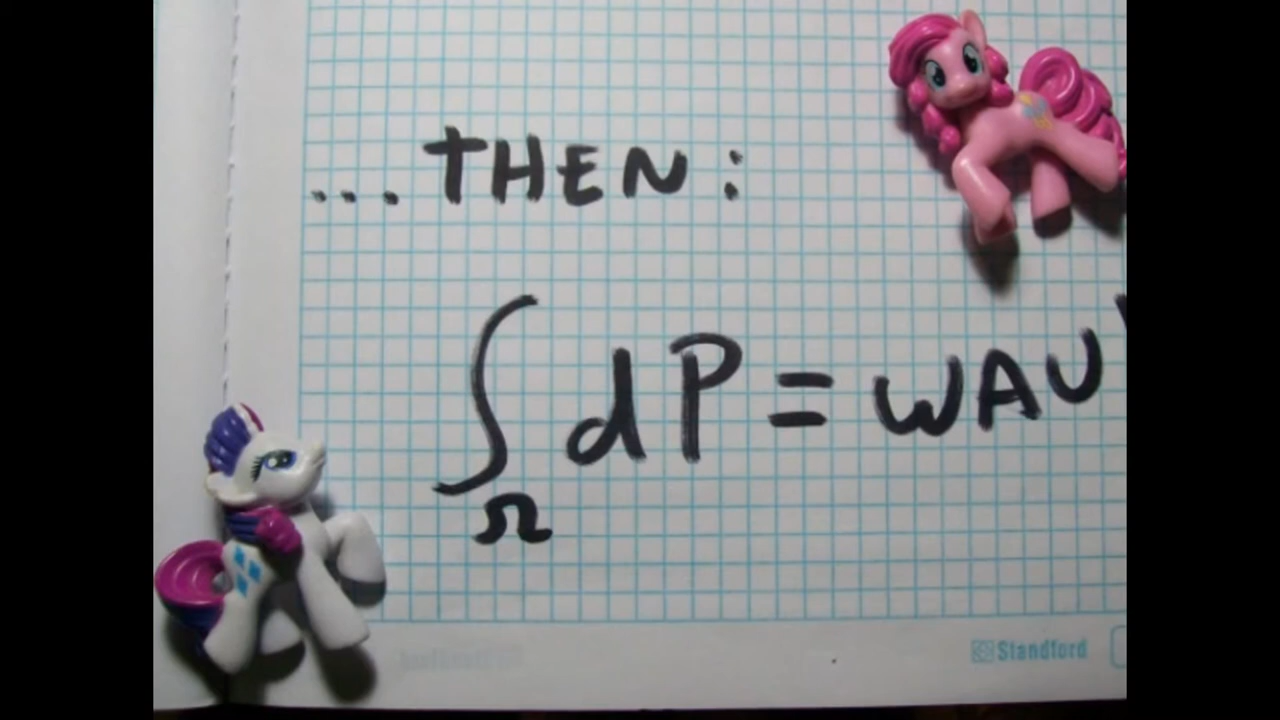 ... THEN:
∫ dP = WAU
Ω
Standford